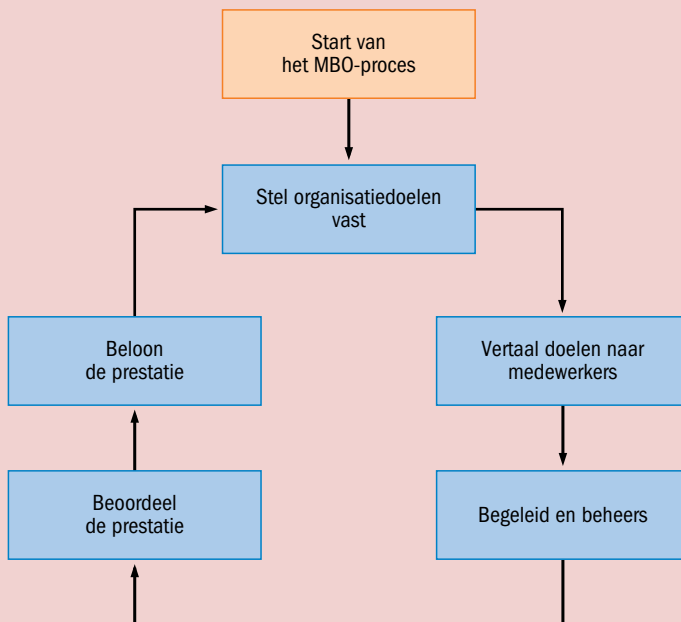 Start van
het MBO-proces
Stel organisatiedoelen
vast
Beloon
de prestatie
Vertaal doelen naar
medewerkers
Beoordeel
de prestatie
Begeleid en beheers